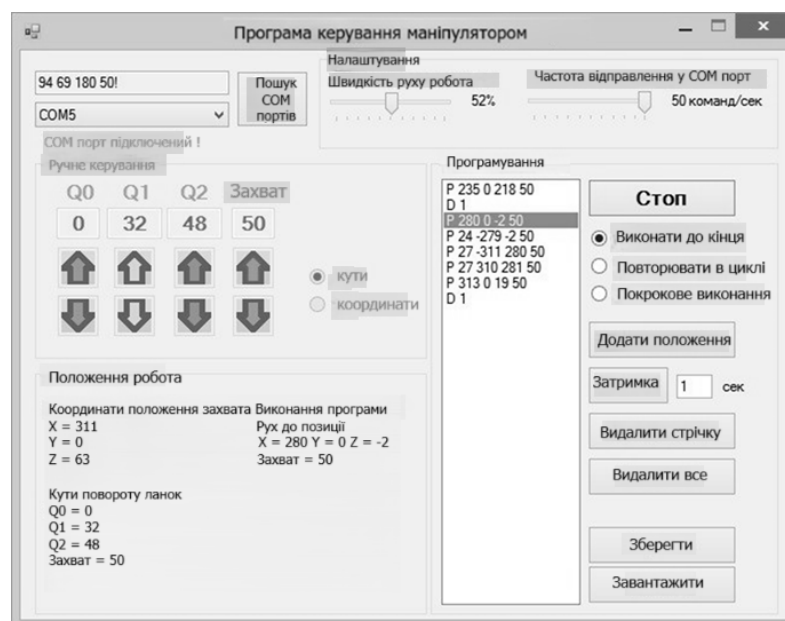 Програма керування маніпулятором
94 69 180 50!
COM5
Пошук
COM
портів
COM порт підключений !
Налаштування
Швидкість руху робота
52%
Частота відправлення у COM порт
50 команд/сек
Ручне керування
Q0 Q1 Q2 Захват
0 32 48 50
кути
координати
Положення робота
Координати положення захвата
X = 311
Y = 0
Z = 63
Виконання програми
Рух до позиції
X = 280 Y = 0 Z = -2
Захват = 50
Кути повороту ланок
Q0 = 0
Q1 = 32
Q2 = 48
Захват = 50
Програмування
P 235 0 218 50
D 1
P 280 0 -2 50
P 24 -279 -2 50
P 27 -311 280 50
P 27 310 281 50
P 313 0 19 50
D 1
Стоп
Виконати до кінця
Повторювати в циклі
Покрокове виконання
Додати положення
Затримка 1 сек
Видалити стрічку
Видалити все
Зберегти
Завантажити